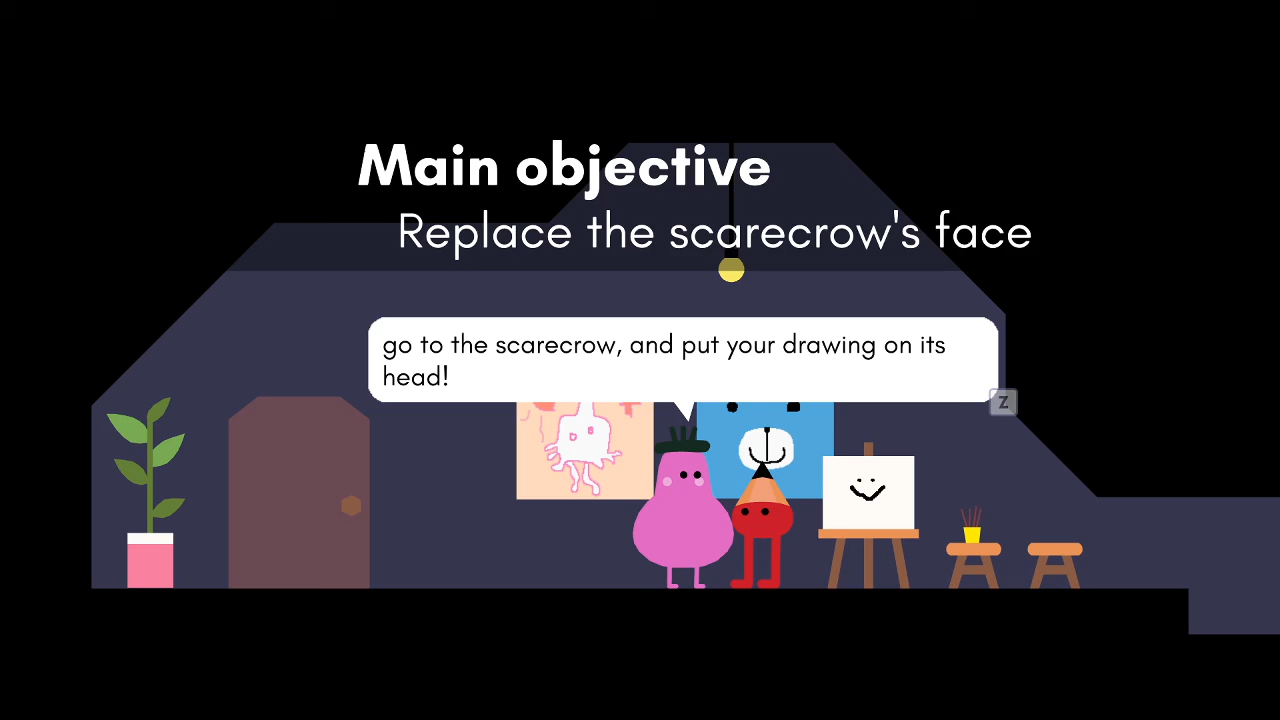 Main objective
Replace the scarecrow's face
go to the scarecrow, and put your drawing on its
head!
Z